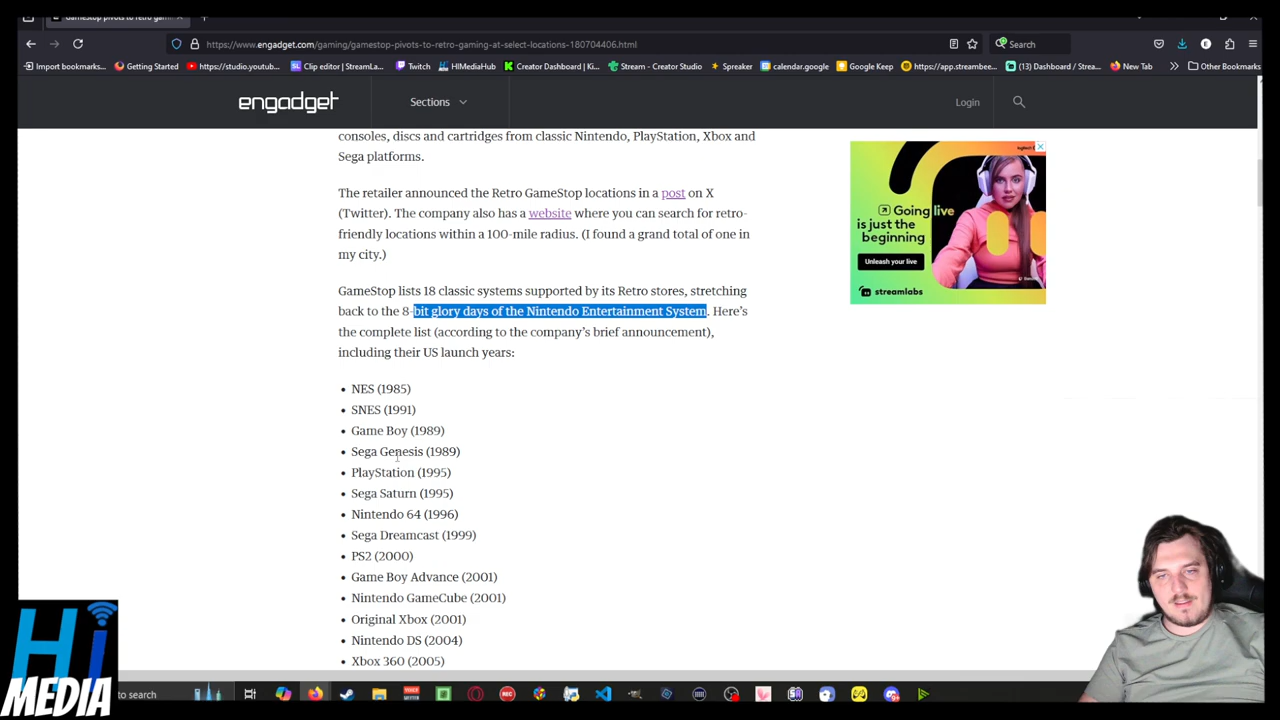 https://www.engadget.com/gaming/gamestop-pivots-to-retro-gaming-at-select-locations-180704406.html
Search
Import bookmarks...
Getting Started
https://studio.youtub...
Clip editor | StreamLa...
Twitch
HIMediaHub
Creator Dashboard | Ki...
Stream - Creator Studio
Spreaker
calendar.google
Google Keep
https://app.streambee...
(13) Dashboard / Strea...
New Tab
Other Bookmarks
engadget
Sections
Login
consoles, discs and cartridges from classic Nintendo, PlayStation, Xbox and
Sega platforms.
The retailer announced the Retro GameStop locations in a post on X
(Twitter). The company also has a website where you can search for retro-
friendly locations within a 100-mile radius. (I found a grand total of one in
my city.)
GameStop lists 18 classic systems supported by its Retro stores, stretching
back to the 8-bit glory days of the Nintendo Entertainment System. Here's
the complete list (according to the company's brief announcement),
including their US launch years:
• NES (1985)
• SNES (1991)
• Game Boy (1989)
• Sega Genesis (1989)
• PlayStation (1995)
• Sega Saturn (1995)
• Nintendo 64 (1996)
• Sega Dreamcast (1999)
• PS2 (2000)
• Game Boy Advance (2001)
• Nintendo GameCube (2001)
• Original Xbox (2001)
• Nintendo DS (2004)
• Xbox 360 (2005)
Going live
is just the
beginning
Unleash your live
streamlabs
Hi
MEDIA
to search
REC